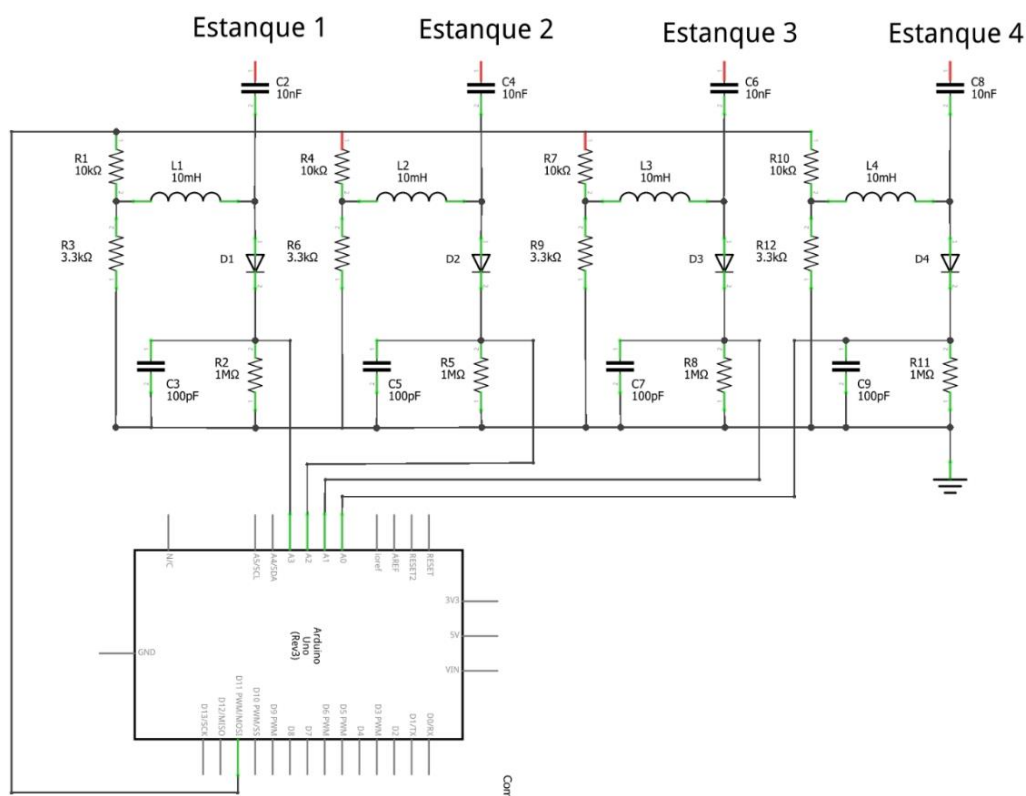 Estanque 1
Estanque 2
Estanque 3
Estanque 4
C2
10nF
C4
10nF
C6
10nF
C8
10nF
R1
10kΩ
L1
10mH
R4
10kΩ
L2
10mH
R7
10kΩ
L3
10mH
R10
10kΩ
L4
10mH
R3
3.3kΩ
D1
R6
3.3kΩ
D2
R9
3.3kΩ
D3
R12
3.3kΩ
D4
C3
100pF
R2
1MΩ
C5
100pF
R5
1MΩ
C7
100pF
R8
1MΩ
C9
100pF
R11
1MΩ
N/C
A5/SCL
A4/SDA
A3
A2
A1
A0
ioref
AREF
RESET2
RESET
3V3
5V
VIN
Arduino
Uno
(Rev3)
GND
D13/SCK
D12/MISO
D11 PWM/MOSI
D10 PWM/SS
D9 PWM
D8
D7
D6 PWM
D5 PWM
D4
D3 PWM
D2
D1/TX
D0/RX